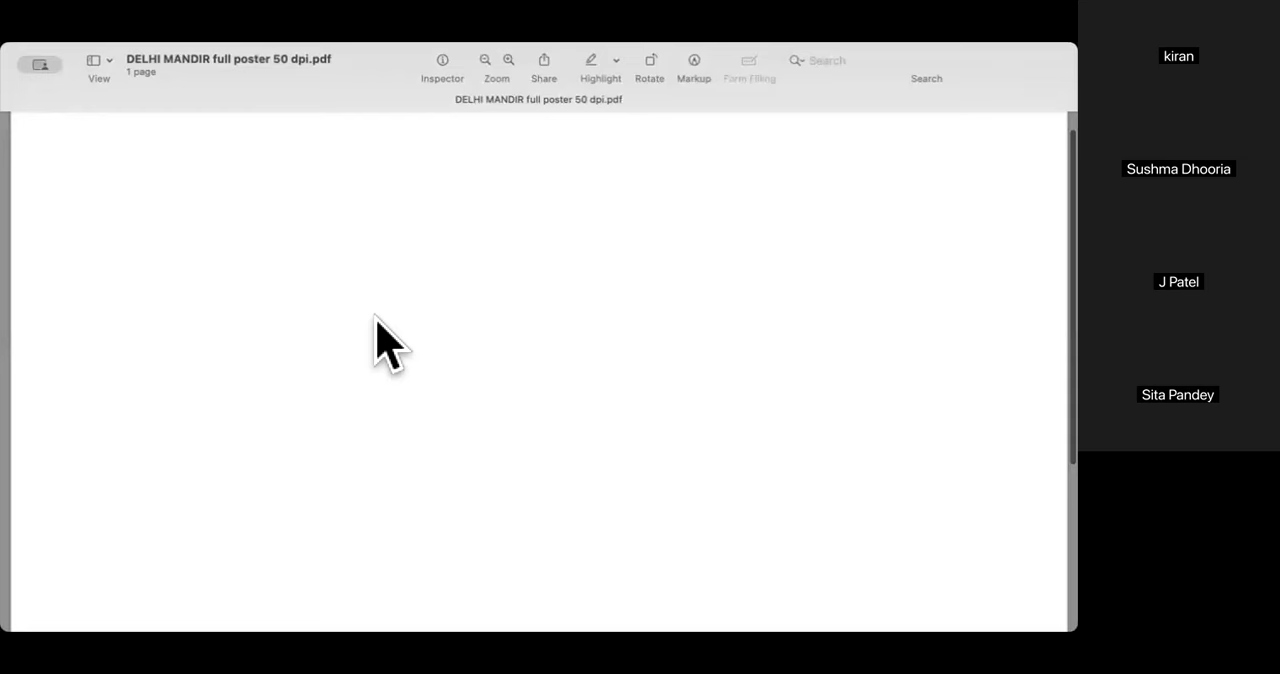 DELHI MANDIR full poster 50 dpi.pdf
1 page
View
Inspector
Zoom
Share
Highlight
Rotate
Markup
Form Filling
Search
Search
DELHI MANDIR full poster 50 dpi.pdf
kiran
Sushma Dhooria
J Patel
Sita Pandey